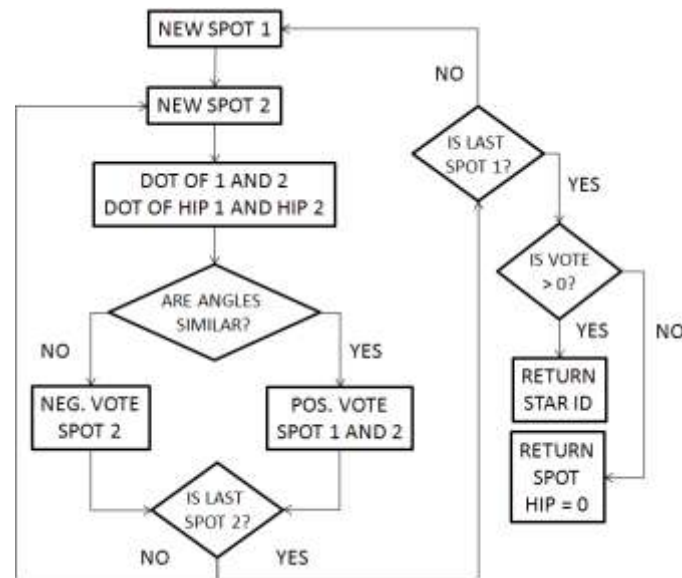 NEW SPOT 1
NEW SPOT 2
DOT OF 1 AND 2
DOT OF HIP 1 AND HIP 2
ARE ANGLES
SIMILAR?
NO
YES
NEG. VOTE
SPOT 2
POS. VOTE
SPOT 1 AND 2
IS LAST
SPOT 2?
NO
YES
NO
IS LAST
SPOT 1?
YES
IS VOTE
> 0?
YES
NO
RETURN
STAR ID
RETURN
SPOT
HIP = 0